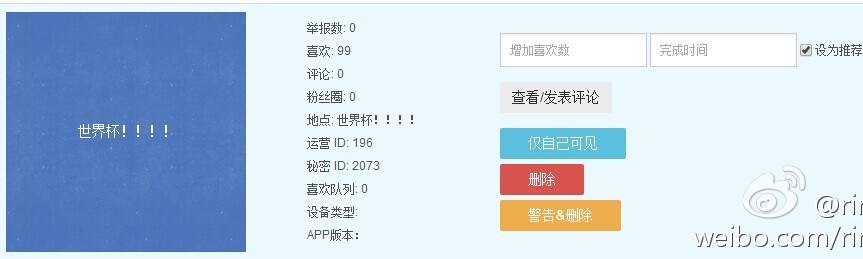 世界杯！！！！
举报数: 0
喜欢: 99
评论: 0
粉丝圈: 0
地点: 世界杯！！！！
运营 ID: 196
秘密 ID: 2073
喜欢队列: 0
设备类型:
APP版本:
增加喜欢数 完成时间 设为推荐
查看/发表评论
仅自己可见
删除
警告&删除
@rin
weibo.com/rin